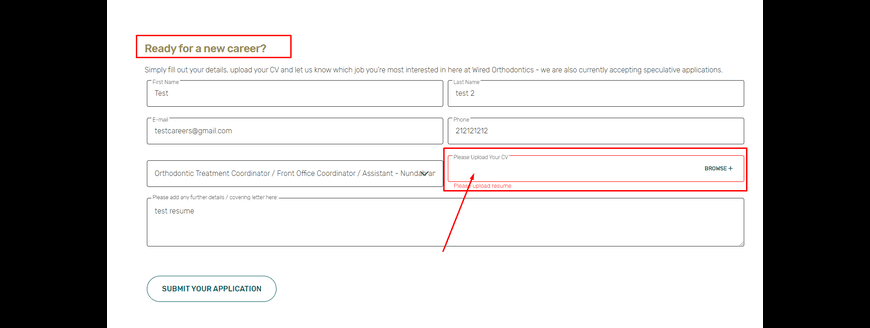 Ready for a new career?
Simply fill out your details, upload your CV and let us know which job you're most interested in here at Wired Orthodontics - we are also currently accepting speculative applications.
First Name
Last Name
Test
test 2
E-mail
Phone
testcareers@gmail.com
212121212
Please Upload Your CV
Orthodontic Treatment Coordinator / Front Office Coordinator / Assistant - 
BROWSE +
Please upload resume
Please add any further details / covering letter here:
test resume
SUBMIT YOUR APPLICATION